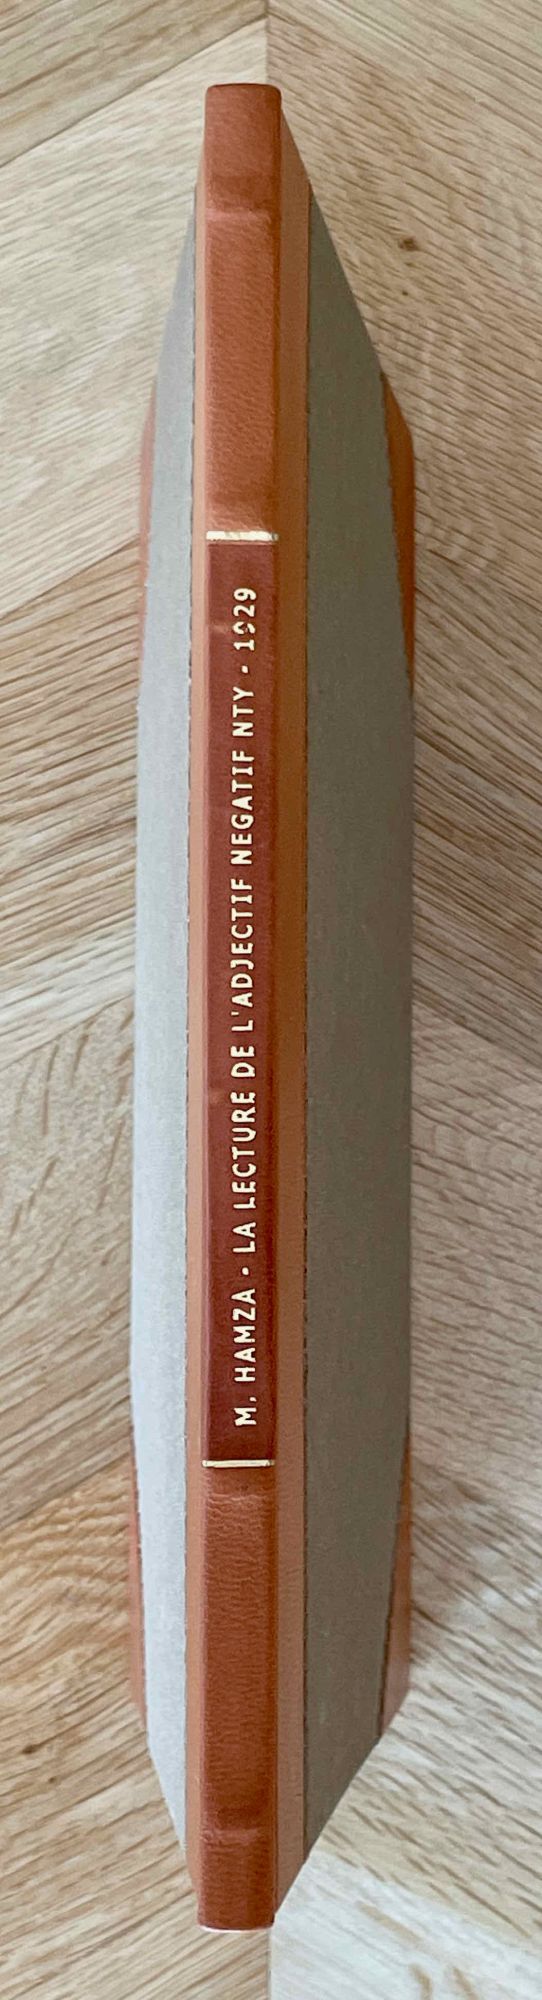 M. HAMZA - LA LECTURE DE L'ADJECTIF NEGATIF NTY - 1929